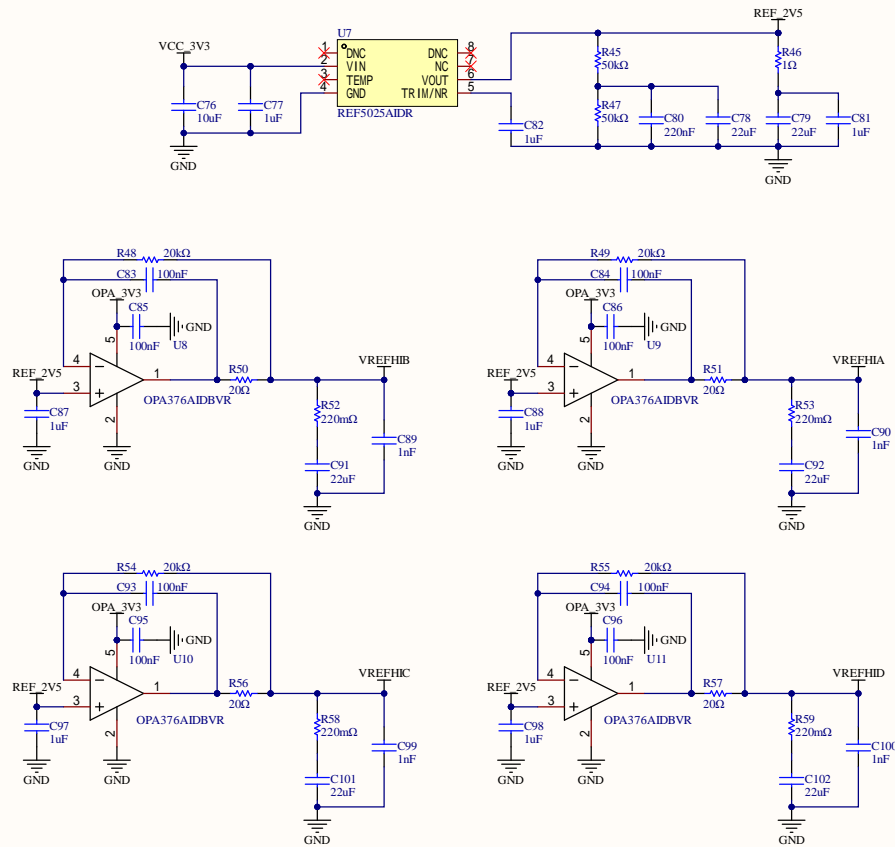 REF_2V5
U7
VCC_3V3
1 DNC DNC 8
2 VIN NC 7
3 TEMP VOUT 6
4 GND TRIM/NR 5
REF5025AIDR
C76
10uF
C77
1uF
GND
C82
1uF
R45
50kΩ
R47
50kΩ
C80
220nF
C78
22uF
R46
1Ω
C79
22uF
C81
1uF
GND
R48 20kΩ
C83 100nF
OPA_3V3
C85
100nF
GND
U8
5
4
REF_2V5
3
1
2
OPA376AIDBVR
C87
1uF
GND
GND
R50
20Ω
VREFHIB
R52
220mΩ
C89
1nF
C91
22uF
GND
R49 20kΩ
C84 100nF
OPA_3V3
C86
100nF
GND
U9
5
4
REF_2V5
3
1
2
OPA376AIDBVR
C88
1uF
GND
GND
R51
20Ω
VREFHIA
R53
220mΩ
C90
1nF
C92
22uF
GND
R54 20kΩ
C93 100nF
OPA_3V3
C95
100nF
GND
U10
5
4
REF_2V5
3
1
2
OPA376AIDBVR
C97
1uF
GND
GND
R56
20Ω
VREFHIC
R58
220mΩ
C99
1nF
C101
22uF
GND
R55 20kΩ
C94 100nF
OPA_3V3
C96
100nF
GND
U11
5
4
REF_2V5
3
1
2
OPA376AIDBVR
C98
1uF
GND
GND
R57
20Ω
VREFHID
R59
220mΩ
C100
1nF
C102
22uF
GND